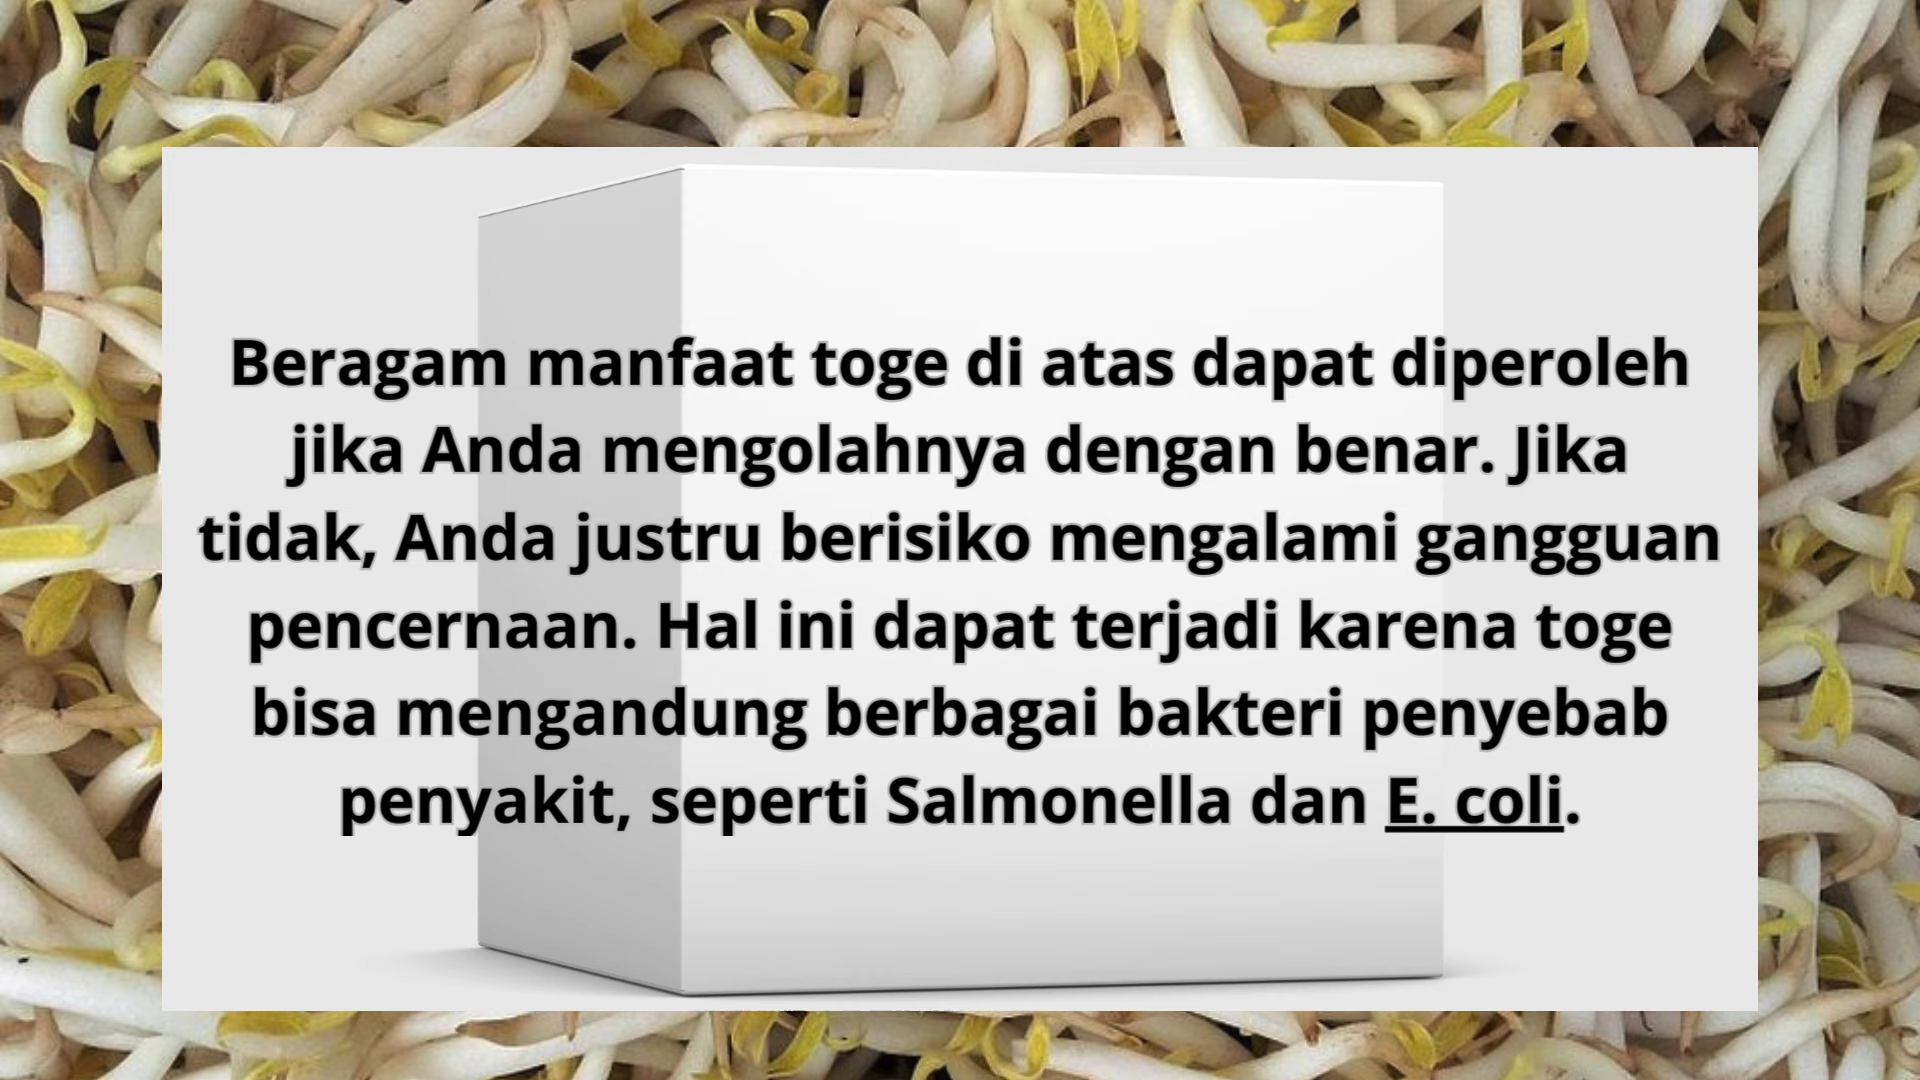 Beragam manfaat toge di atas dapat diperoleh
jika Anda mengolahnya dengan benar. Jika
tidak, Anda justru berisiko mengalami gangguan
pencernaan. Hal ini dapat terjadi karena toge
bisa mengandung berbagai bakteri penyebab
penyakit, seperti Salmonella dan E. coli.